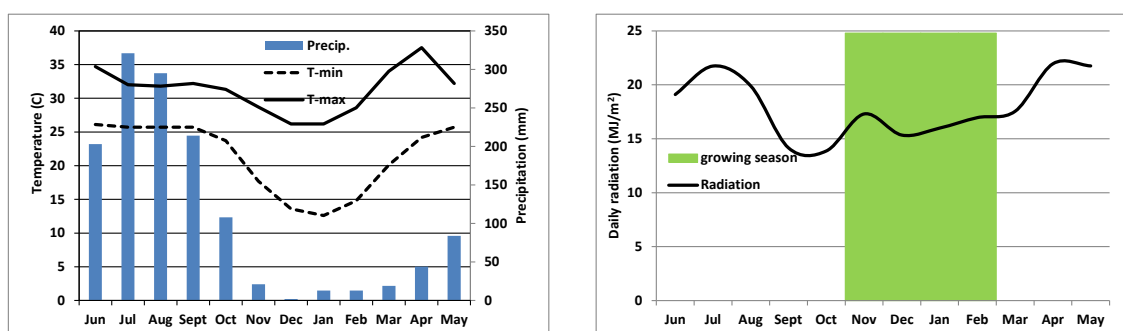 40
35
30
25
20
15
10
5
0
Temperature (C)
350
300
250
200
150
100
50
0
Precipitation (mm)
Precip.
T-min
T-max
Jun Jul Aug Sept Oct Nov Dec Jan Feb Mar Apr May
25
20
15
10
5
0
Daily radiation (MJ/m²)
growing season
Radiation
Jun Jul Aug Sept Oct Nov Dec Jan Feb Mar Apr May